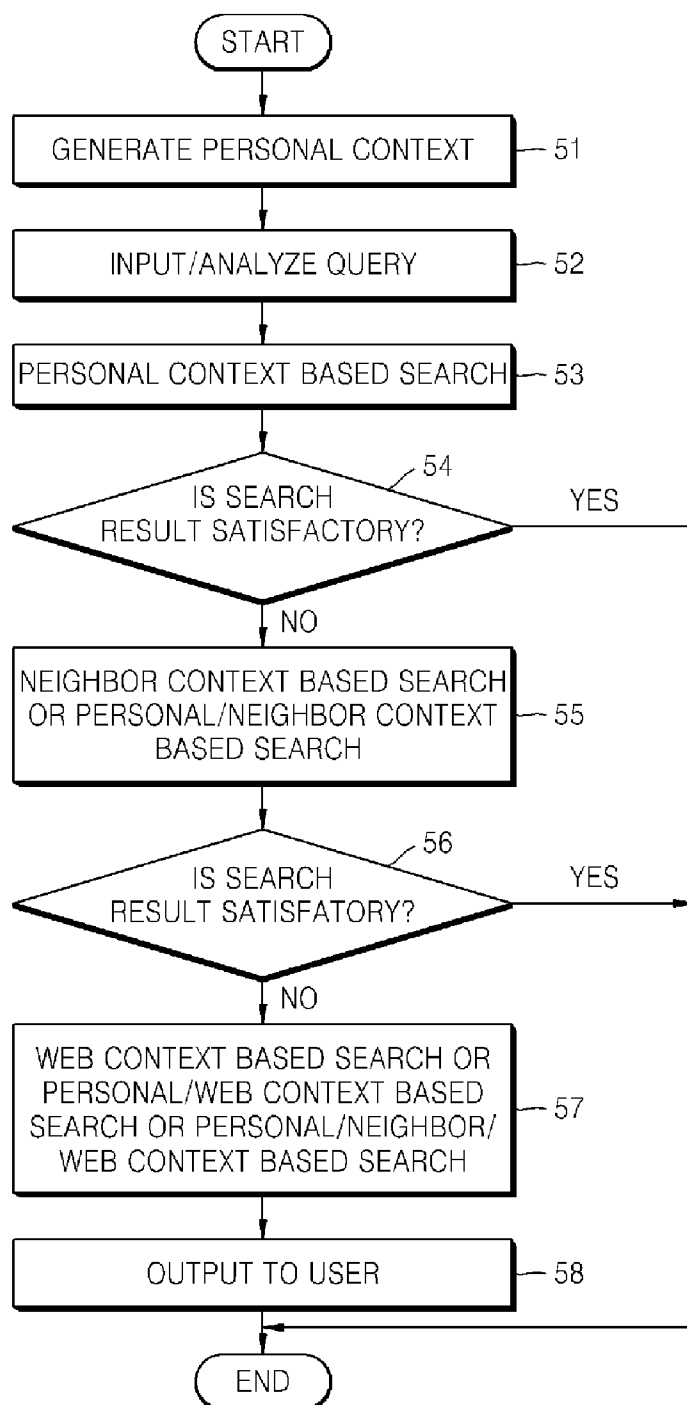 START
GENERATE PERSONAL CONTEXT
51
INPUT/ANALYZE QUERY
52
PERSONAL CONTEXT BASED SEARCH
53
54
IS SEARCH
RESULT SATISFACTORY?
YES
NO
NEIGHBOR CONTEXT BASED SEARCH
OR PERSONAL/NEIGHBOR CONTEXT
BASED SEARCH
55
56
IS SEARCH
RESULT SATISFATORY?
YES
NO
WEB CONTEXT BASED SEARCH OR
PERSONAL/WEB CONTEXT BASED
SEARCH OR PERSONAL/NEIGHBOR/
WEB CONTEXT BASED SEARCH
57
OUTPUT TO USER
58
END